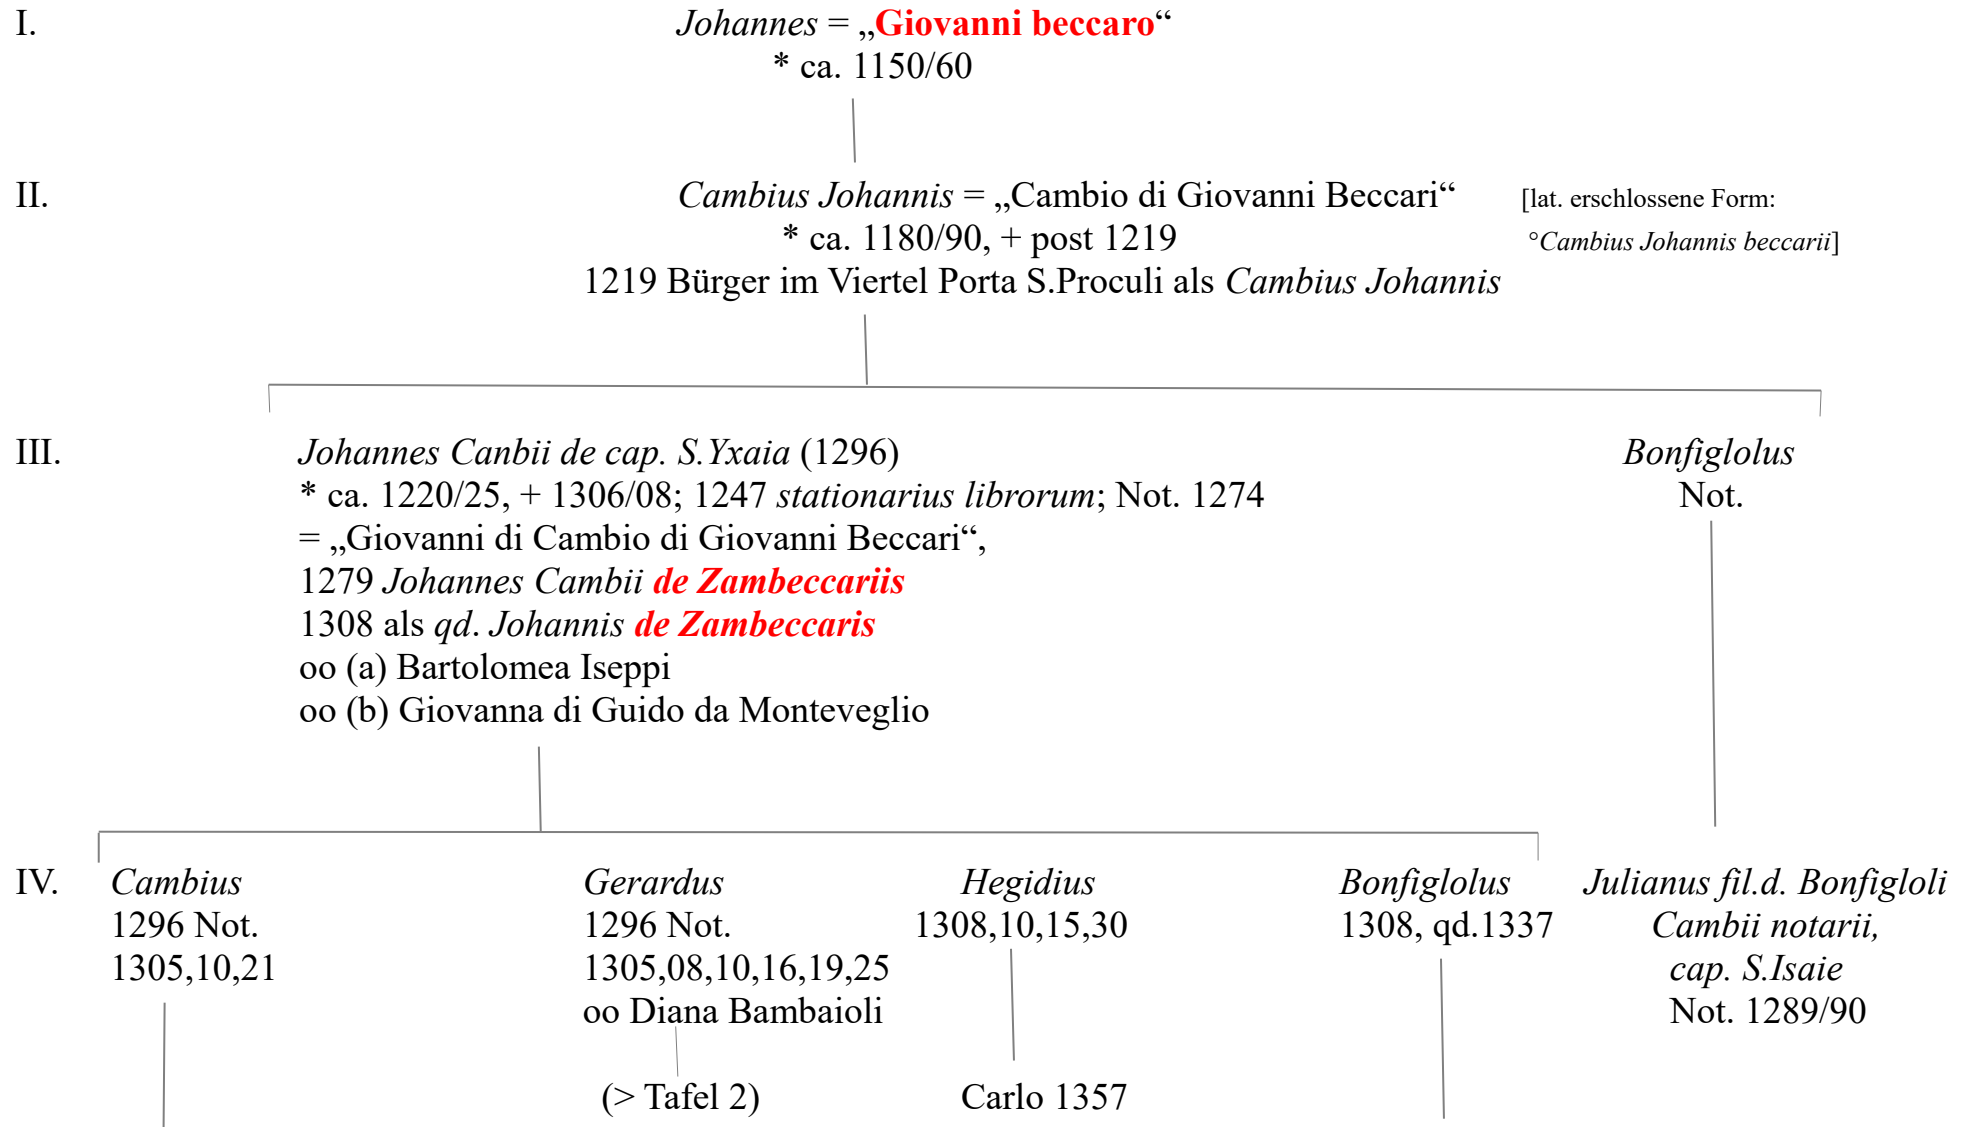 I. Johannes = „Giovanni beccaro“
* ca. 1150/60
II. Cambius Johannis = „Cambio di Giovanni Beccari“ [lat. erschlossene Form:
* ca. 1180/90, + post 1219 °Cambius Johannis beccarii]
1219 Bürger im Viertel Porta S.Proculi als Cambius Johannis
III. Johannes Canbii de cap. S.Yxaia (1296) Bonfiglolus
* ca. 1220/25, + 1306/08; 1247 stationarius librorum; Not. 1274 Not.
= „Giovanni di Cambio di Giovanni Beccari“,
1279 Johannes Cambii de Zambeccariis
1308 als qd. Johannis de Zambeccaris
oo (a) Bartolomea Iseppi
oo (b) Giovanna di Guido da Monteveglio
IV. Cambius Gerardus Hegidius Bonfiglolus Julianus fil.d. Bonfigloli
1296 Not. 1296 Not. 1308,10,15,30 1308, qd.1337 Cambii notarii,
1305,10,21 1305,08,10,16,19,25 cap. S.Isaie
oo Diana Bambaioli Not. 1289/90
(> Tafel 2) Carlo 1357